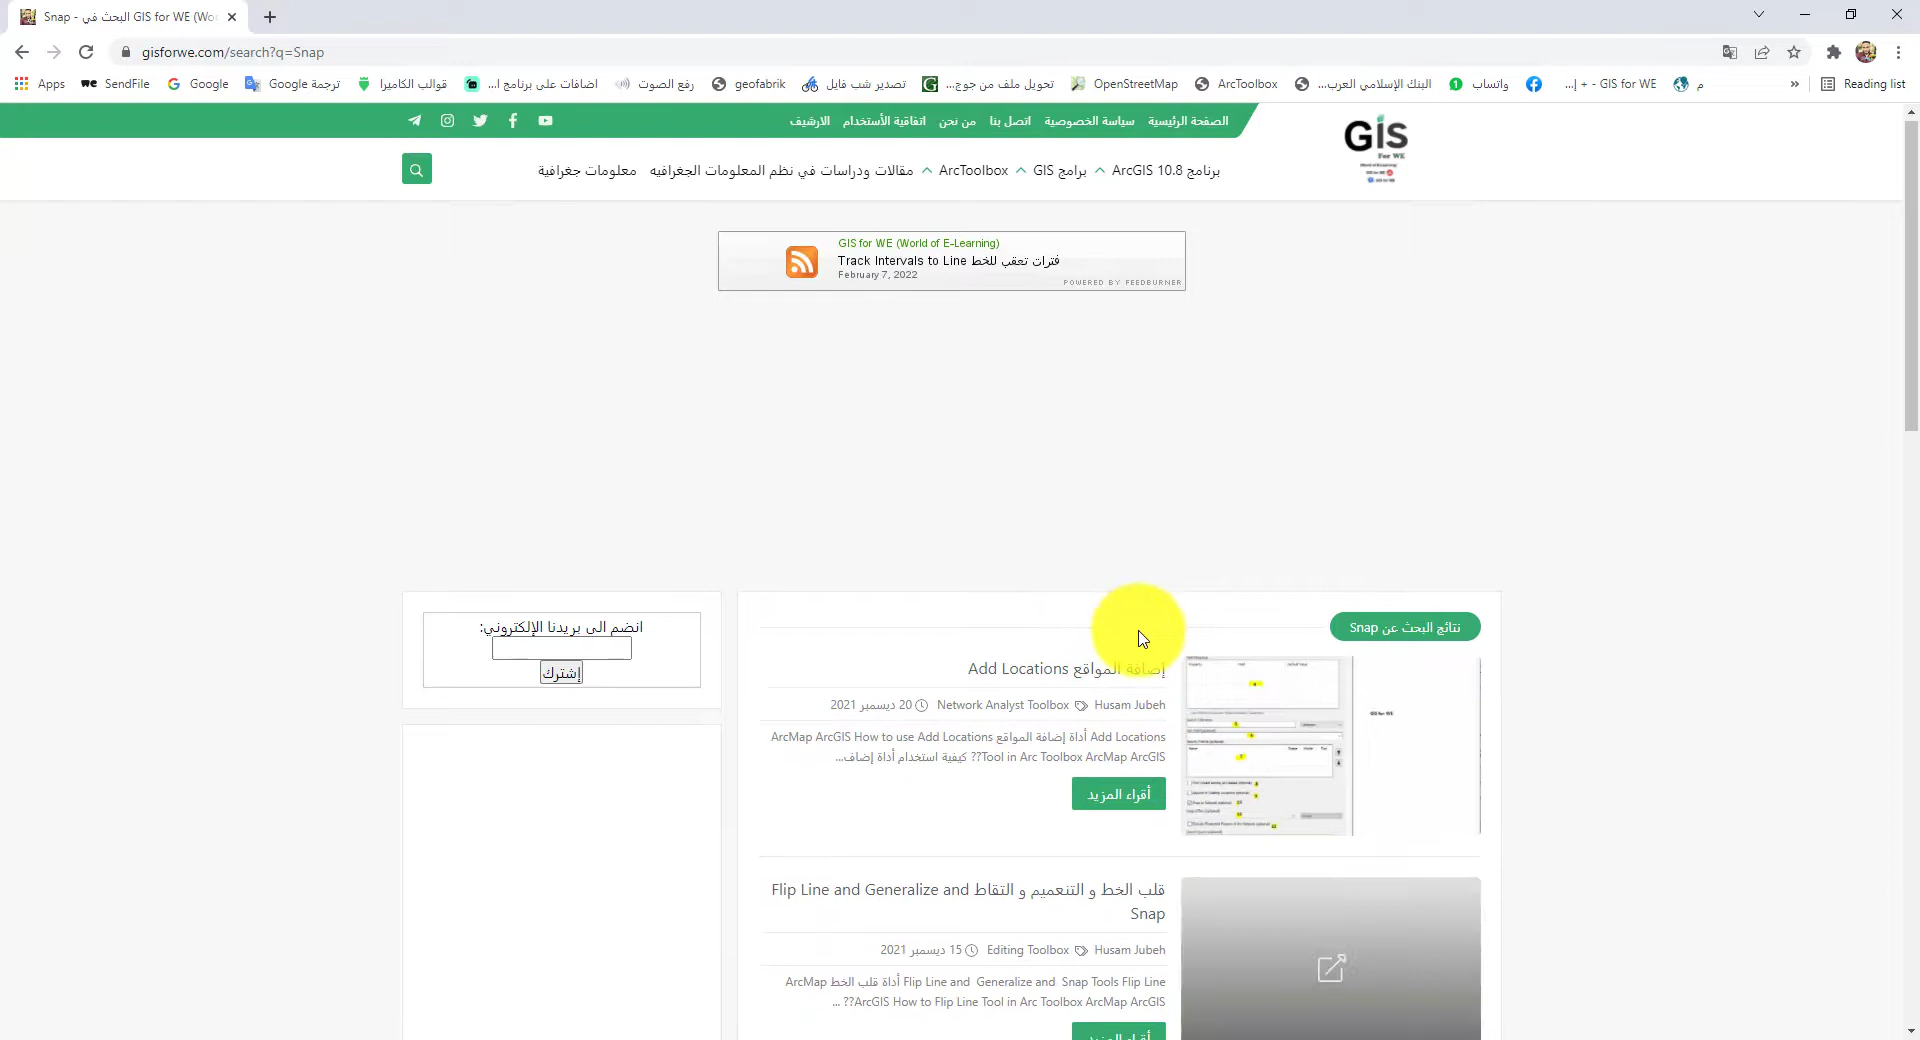 Snap - البحث في GIS for WE (Wo
gisforwe.com/search?q=Snap
Apps
SendFile
Google
ترجمة Google
قوالب الكاميرا
اضافات على برنامج ا...
رفع الصوت
geofabrik
تصدير شب فايل
تحويل ملف من جوج...
OpenStreetMap
ArcToolbox
البنك الإسلامي العرب...
واتساب
GIS for WE - + إ...
م
»
Reading list
الصفحة الرئيسية
سياسة الخصوصية
اتصل بنا
من نحن
اتفاقية الأستخدام
الارشيف
GIS
For WE
برنامج ArcGIS 10.8
برامج GIS
ArcToolbox
مقالات ودراسات في نظم المعلومات الجغرافيه
معلومات جغرافية
GIS for WE (World of E-Learning)
Track Intervals to Line فترات تعقب للخط
February 7, 2022
POWERED BY FEEDBURNER
نتائج البحث عن Snap
إضافة المواقع Add Locations
Husam Jubeh
Network Analyst Toolbox
20 ديسمبر 2021
Add Locations أداة إضافة المواقع ArcMap ArcGIS How to use Add Locations
Tool in Arc Toolbox ArcMap ArcGIS?? كيفية استخدام أداة إضاف...
أقراء المزيد
قلب الخط و التنعميم و التقاط Flip Line and Generalize and
Snap
Husam Jubeh
Editing Toolbox
15 ديسمبر 2021
Flip Line and Generalize and Snap Tools Flip Line أداة قلب الخط ArcMap
ArcGIS How to Flip Line Tool in Arc Toolbox ArcMap ArcGIS?? ...
أقراء المزيد
انضم الى بريدنا الإلكتروني:
إشترك